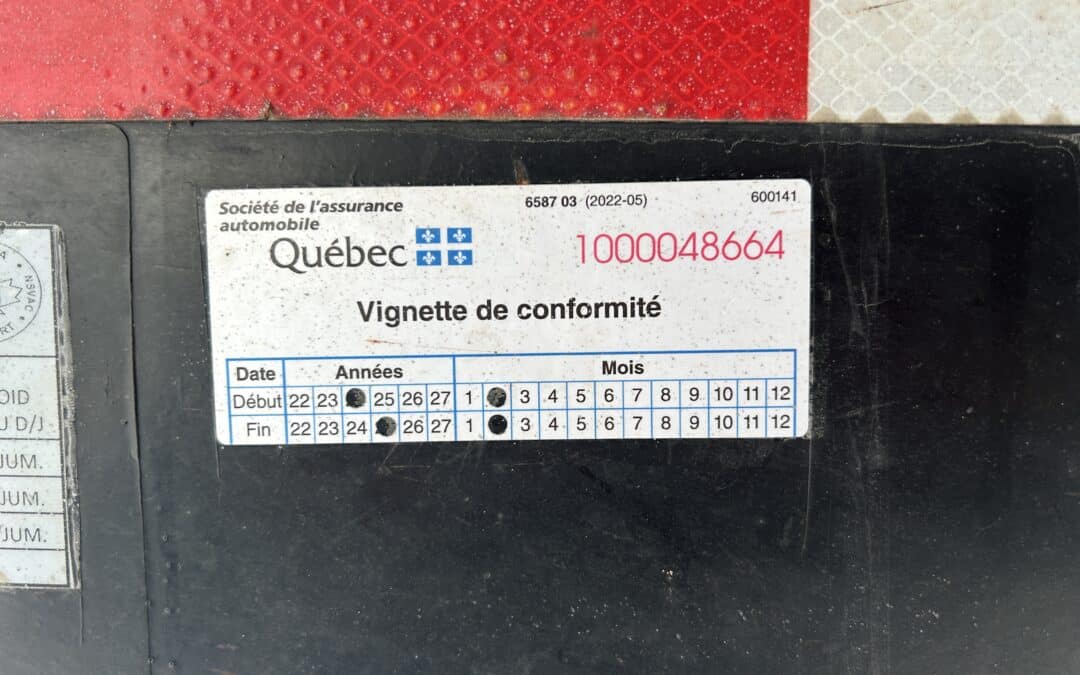 Société de l'assurance
automobile
Québec
6587 03 (2022-05)
600141
1000048664
Vignette de conformité
Date Années Mois
Début 22 23 25 26 27 1 3 4 5 6 7 8 9 10 11 12
Fin 22 23 24 26 27 1 3 4 5 6 7 8 9 10 11 12
NSVAC
OID
D/J
JUM.
JUM.
JUM.